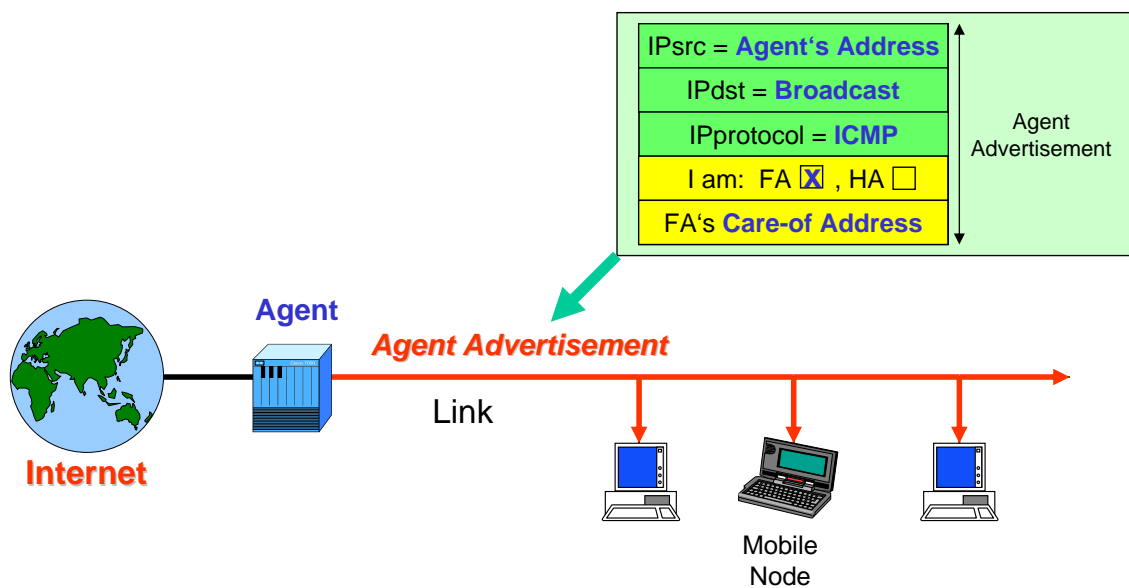 IPsrc = Agent‘s Address
IPdst = Broadcast
IPprotocol = ICMP
I am: FA X , HA
FA‘s Care-of Address
Agent
Advertisement
Agent
Agent Advertisement
Link
Internet
Mobile
Node